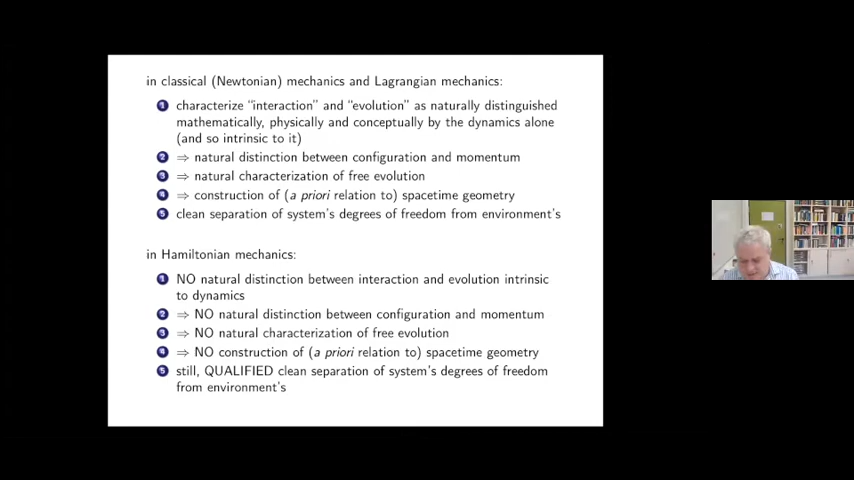 in classical (Newtonian) mechanics and Lagrangian mechanics:
1 characterize "interaction" and "evolution" as naturally distinguished
mathematically, physically and conceptually by the dynamics alone
(and so intrinsic to it)
2 ⇒ natural distinction between configuration and momentum
3 ⇒ natural characterization of free evolution
4 ⇒ construction of (a priori relation to) spacetime geometry
5 clean separation of system's degrees of freedom from environment's
in Hamiltonian mechanics:
1 NO natural distinction between interaction and evolution intrinsic
to dynamics
2 ⇒ NO natural distinction between configuration and momentum
3 ⇒ NO natural characterization of free evolution
4 ⇒ NO construction of (a priori relation to) spacetime geometry
5 still, QUALIFIED clean separation of system's degrees of freedom
from environment's